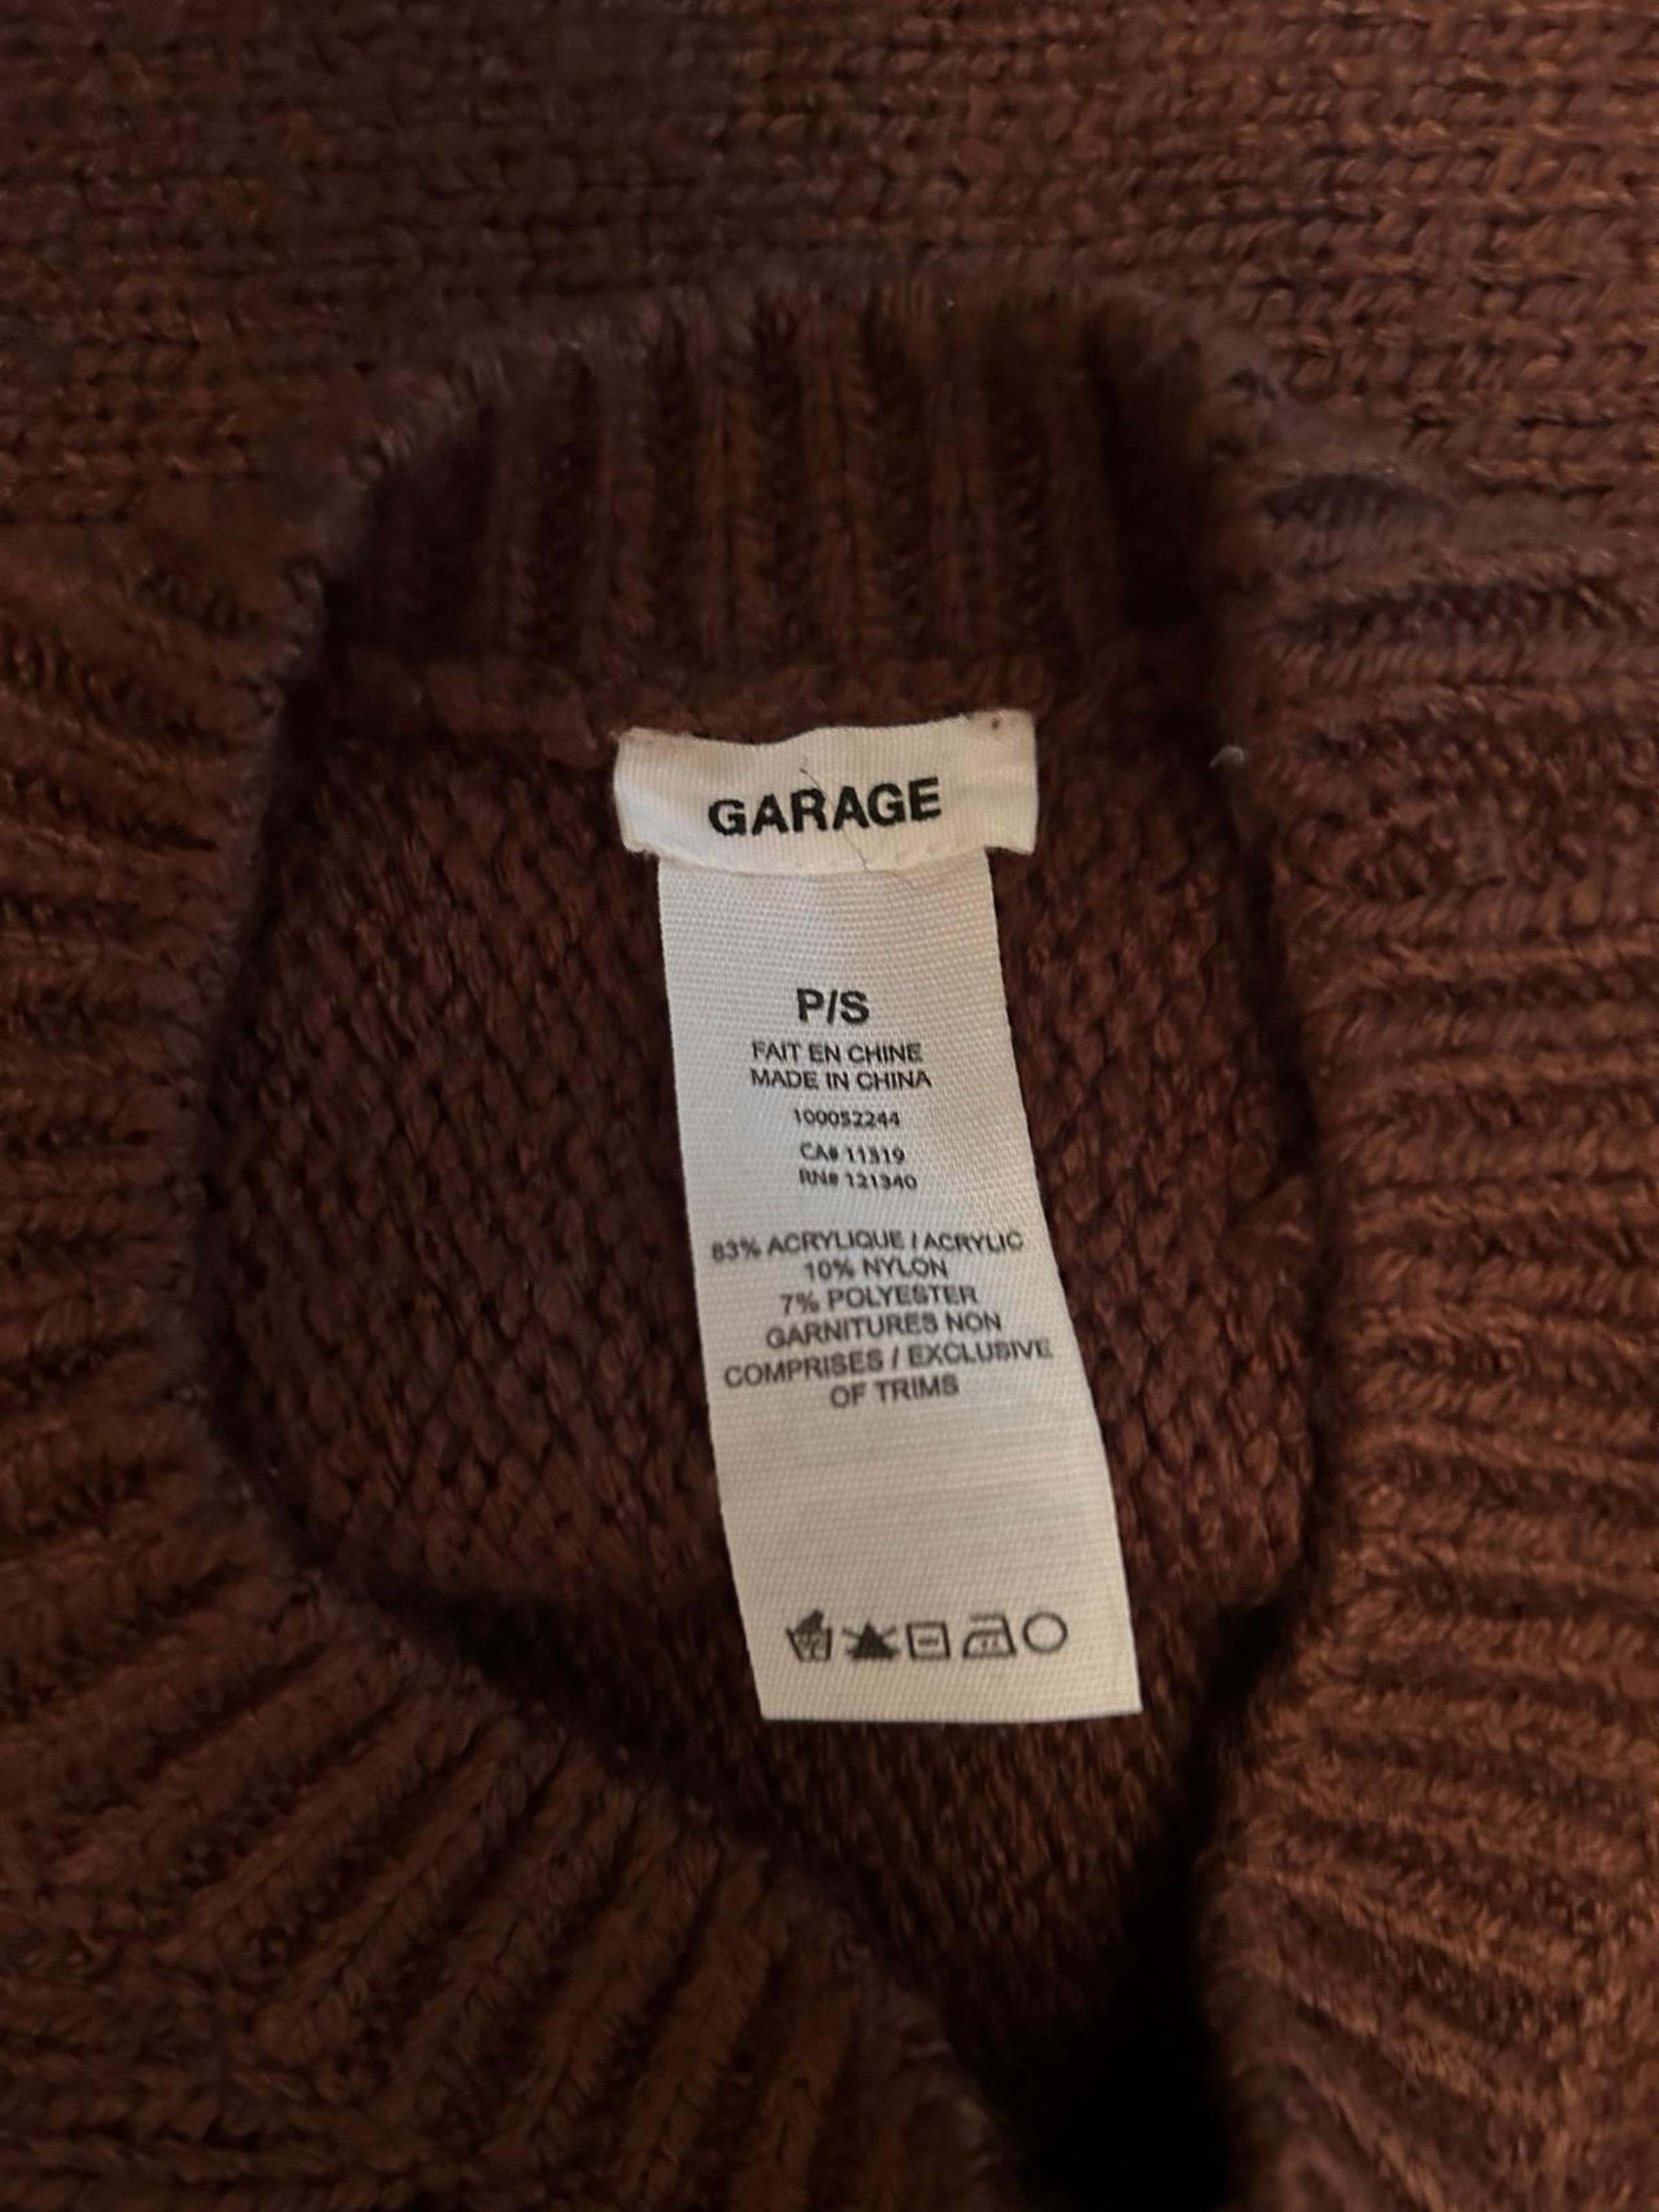 GARAGE
P/S
FAIT EN CHINE
MADE IN CHINA
100052244
CA# 11519
RN# 121340
83% ACRYLIQUE / ACRYLIC
10% NYLON
7% POLYESTER
GARNITURES NON
COMPRISES / EXCLUSIVE
OF TRIMS